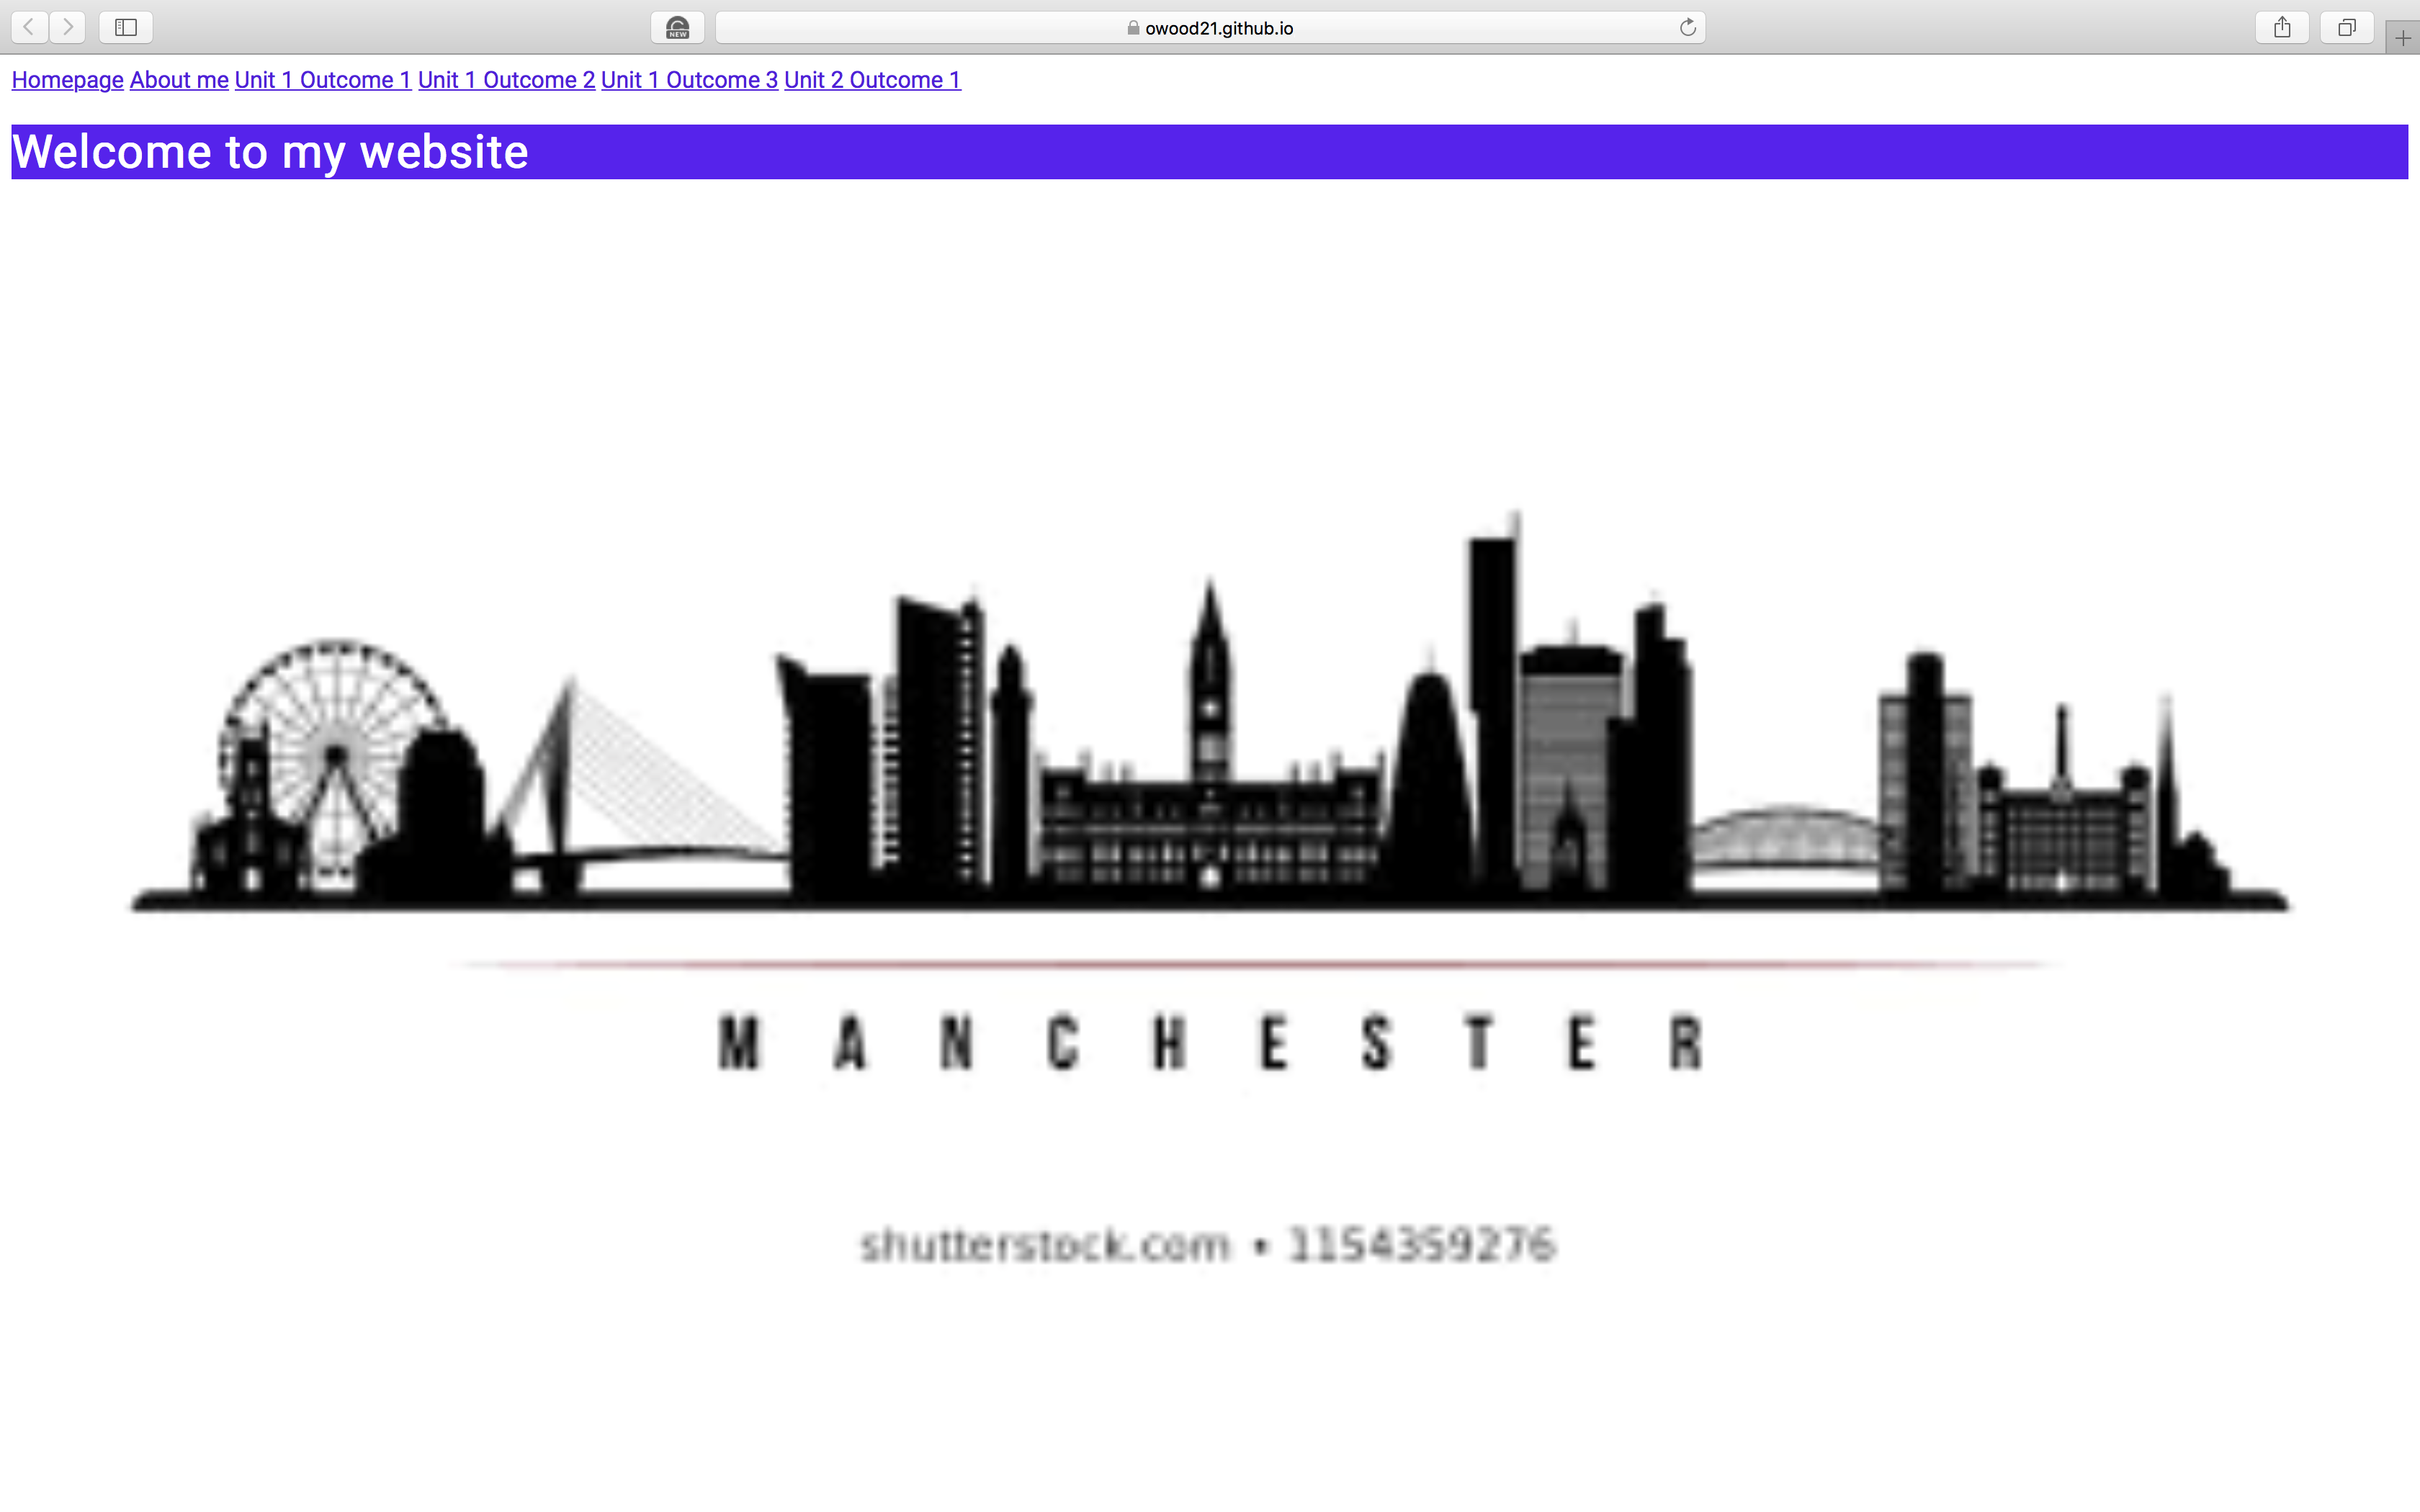 NEW
owood21.github.io
Homepage About me Unit 1 Outcome 1 Unit 1 Outcome 2 Unit 1 Outcome 3 Unit 2 Outcome 1
Welcome to my website
MANCHESTER
shutterstock.com • 1154359276